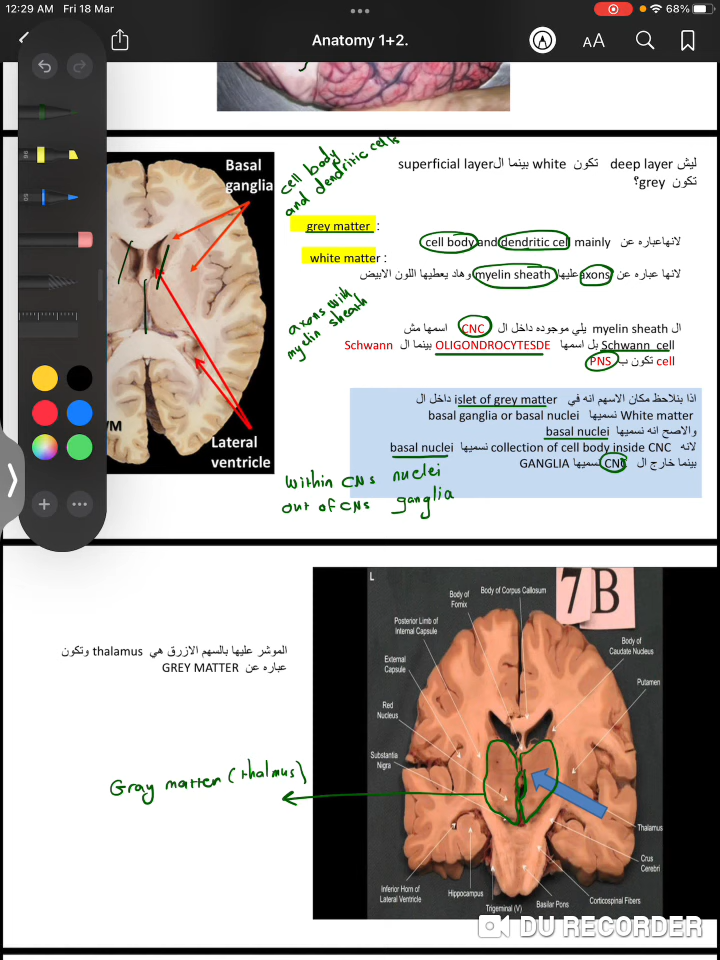 12:29 AM Fri 18 Mar
68%
Anatomy 1+2.
AA
ليش deep layer تكون white بينما الsuperficial layer
تكون grey؟
cell body
and dendritic cells
grey matter :
لانهاعباره عن cell body and dendritic cell mainly
white matter :
لانها عباره عن axons عليها myelin sheath وهاد يعطيها اللون الابيض
axons with
myelin sheath
ال myelin sheath يلي موجوده داخل ال CNC اسمها مش
Schwann cell بل اسمها OLIGONDROCYTESDE بينما ال Schwann
cell تكون ب PNS
اذا بنلاحظ مكان الاسهم انه في islet of grey matter داخل ال
White matter نسميها basal ganglia or basal nuclei
والاصح انه نسميها basal nuclei
لانه collection of cell body inside CNC نسميها basal nuclei
بينما خارج ال CNC نسميها GANGLIA
Within CNS nuclei
out of CNS ganglia
Basal
ganglia
Lateral
ventricle
WM
الموشر عليها بالسهم الازرق هي thalamus وتكون
عباره عن GREY MATTER
Gray matter (thalmus)
L
7B
Body of
Fornix
Body of Corpus Callosum
Posterior Limb of
Internal Capsule
Body of
Caudate Nucleus
External
Capsule
Putamen
Red
Nucleus
Substantia
Nigra
Thalamus
Crus
Cerebri
Inferior Horn of
Lateral Ventricle
Hippocampus
Trigeminal (V)
Basilar Pons
Corticospinal Fibers
DU RECORDER